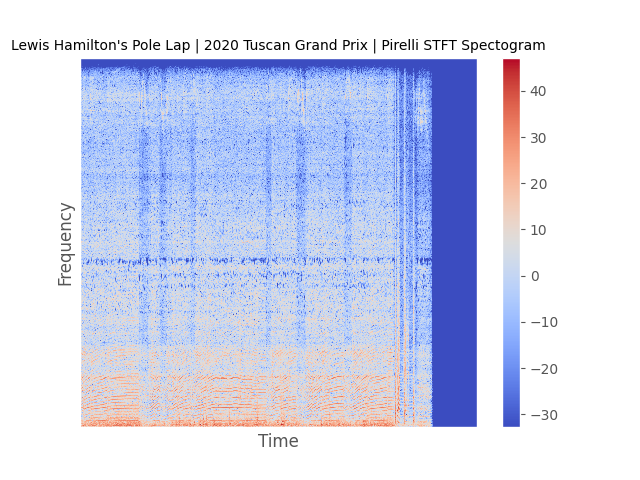 Lewis Hamilton's Pole Lap | 2020 Tuscan Grand Prix | Pirelli STFT Spectogram
Frequency
Time
40
30
20
10
0
−10
−20
−30